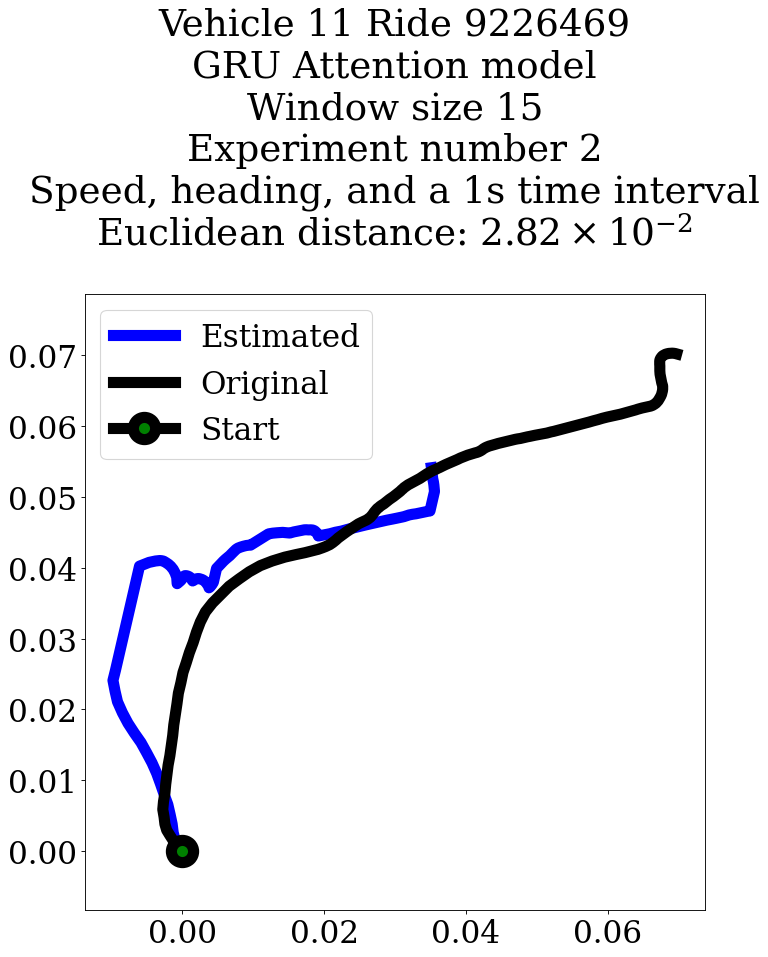 Vehicle 11 Ride 9226469
GRU Attention model
Window size 15
Experiment number 2
Speed, heading, and a 1s time interval
Euclidean distance: 2.82 × 10⁻²
Estimated
Original
Start
0.07
0.06
0.05
0.04
0.03
0.02
0.01
0.00
0.00 0.02 0.04 0.06